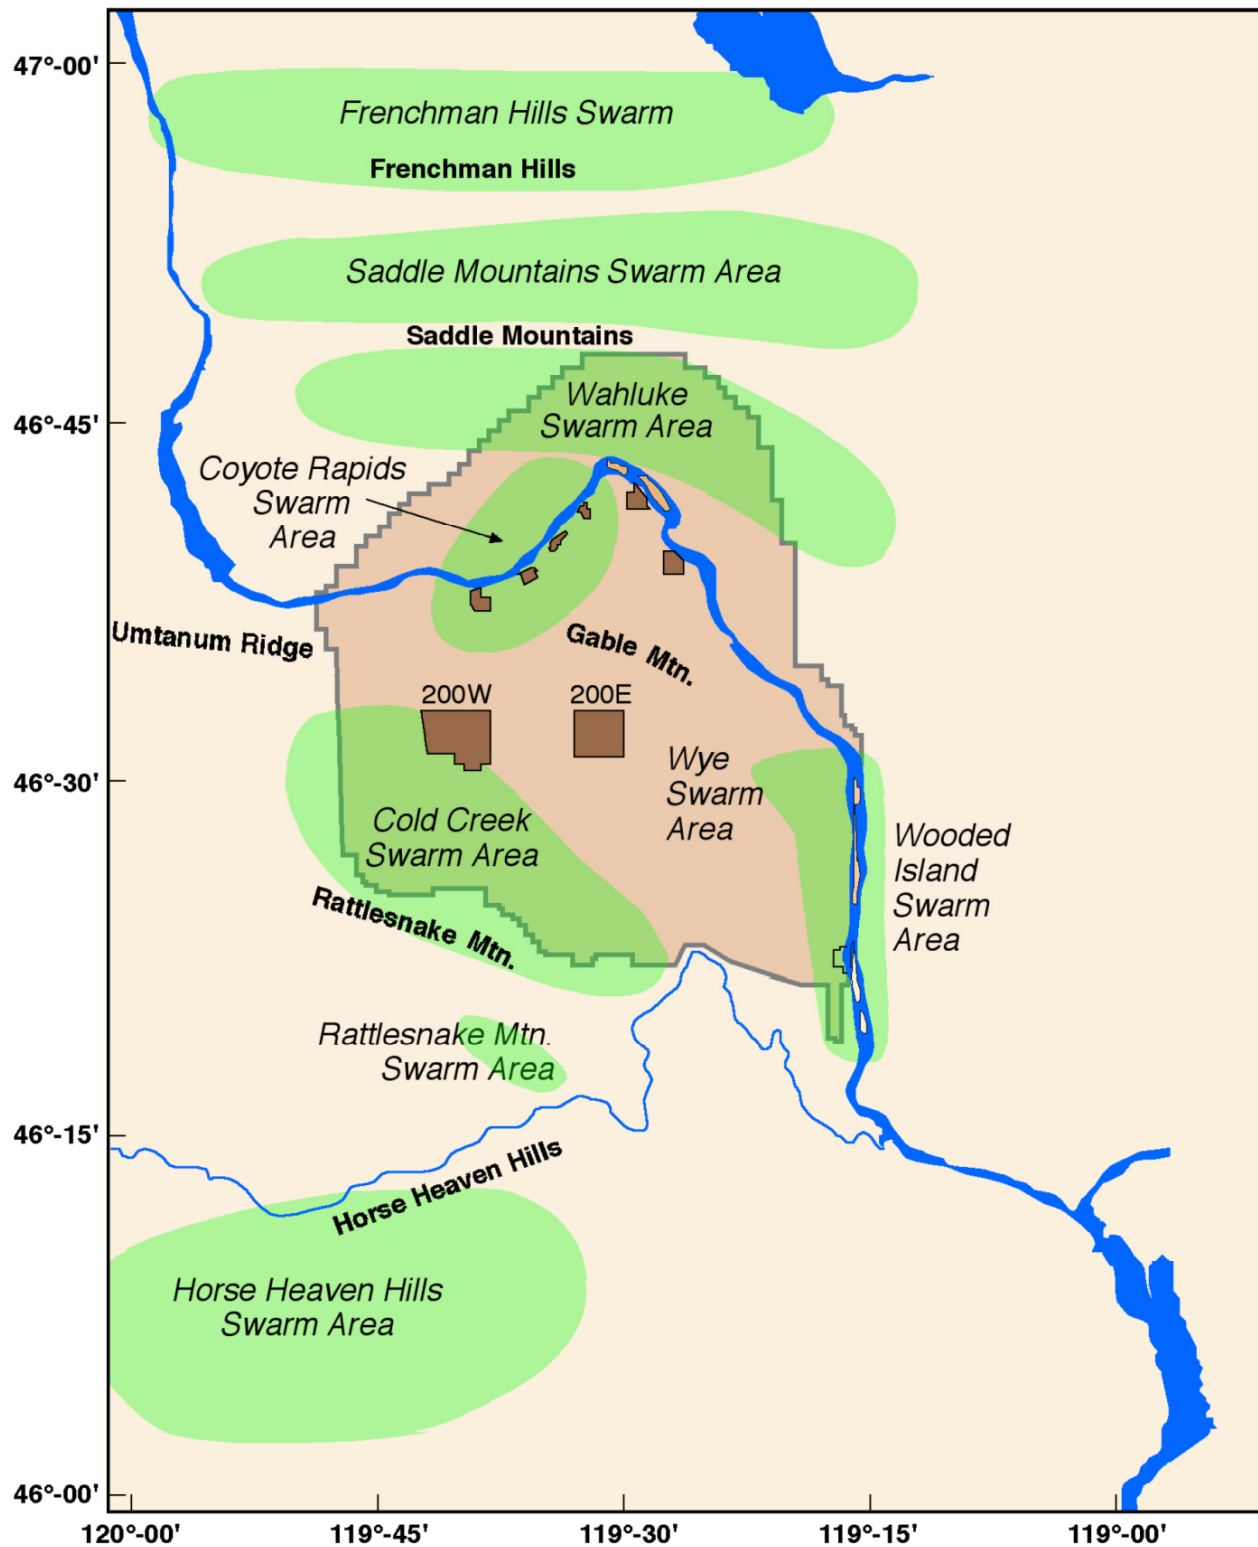 47°-00'
Frenchman Hills Swarm
Frenchman Hills
Saddle Mountains Swarm Area
Saddle Mountains
46°-45'
Wahluke
Swarm Area
Coyote Rapids
Swarm
Area
Umtanum Ridge
Gable Mtn.
200W
200E
46°-30'
Wye
Swarm
Area
Cold Creek
Swarm Area
Wooded
Island
Swarm
Area
Rattlesnake Mtn.
Rattlesnake Mtn.
Swarm Area
46°-15'
Horse Heaven Hills
Horse Heaven Hills
Swarm Area
46°-00'
120°-00'
119°-45'
119°-30'
119°-15'
119°-00'